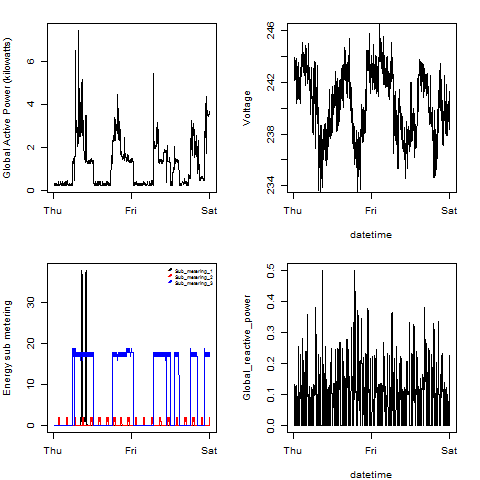 Global Active Power (kilowatts)
0 2 4 6
Thu Fri Sat
Voltage
234 238 242 246
Thu Fri Sat
datetime
Energy sub metering
0 10 20 30
Sub_metering_1
Sub_metering_2
Sub_metering_3
Thu Fri Sat
Global_reactive_power
0.0 0.1 0.2 0.3 0.4 0.5
Thu Fri Sat
datetime